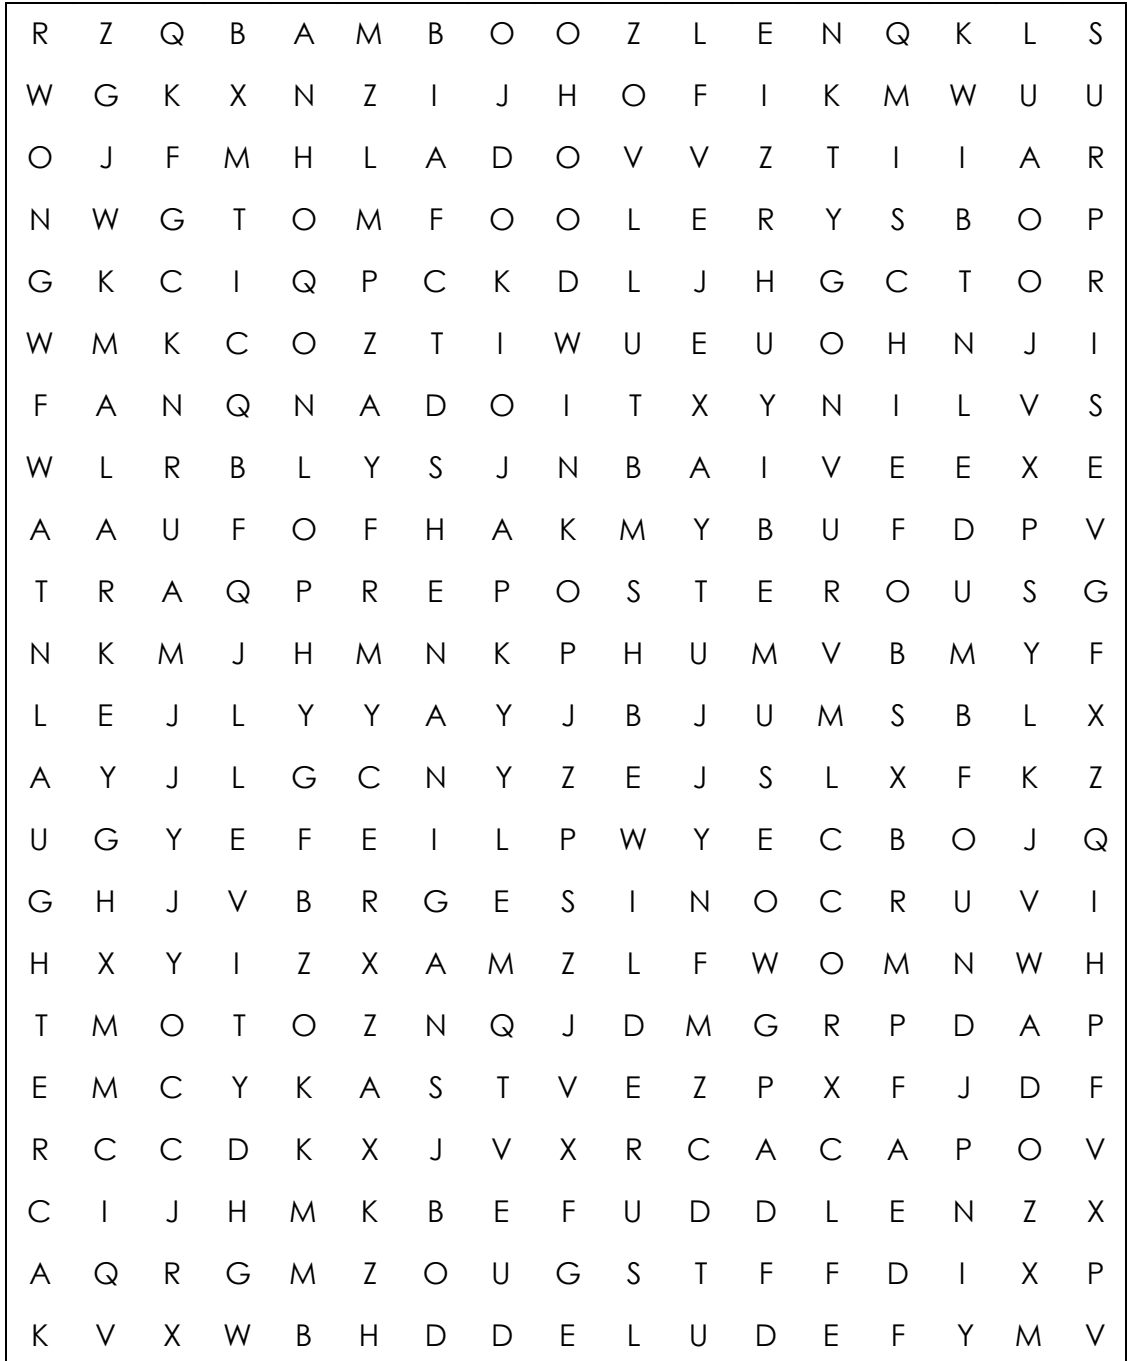 R Z Q B A M B O O Z L E N Q K L S
W G K X N Z I J H O F I K M W U U
O J F M H L A D O V V Z T I I A R
N W G T O M F O O L E R Y S B O P
G K C I Q P C K D L J H G C T O R
W M K C O Z T I W U E U O H N J I
F A N Q N A D O I T X Y N I L V S
W L R B L Y S J N B A I V E E X E
A A U F O F H A K M Y B U F D P V
T R A Q P R E P O S T E R O U S G
N K M J H M N K P H U M V B M Y F
L E J L Y Y A Y J B J U M S B L X
A Y J L G C N Y Z E J S L X F K Z
U G Y E F E I L P W Y E C B O J Q
G H J V B R G E S I N O C R U V I
H X Y I Z X A M Z L F W O M N W H
T M O T O Z N Q J D M G R P D A P
E M C Y K A S T V E Z P X F J D F
R C C D K X J V X R C A C A P O V
C I J H M K B E F U D D L E N Z X
A Q R G M Z O U G S T F F D I X P
K V X W B H D D E L U D E F Y M V